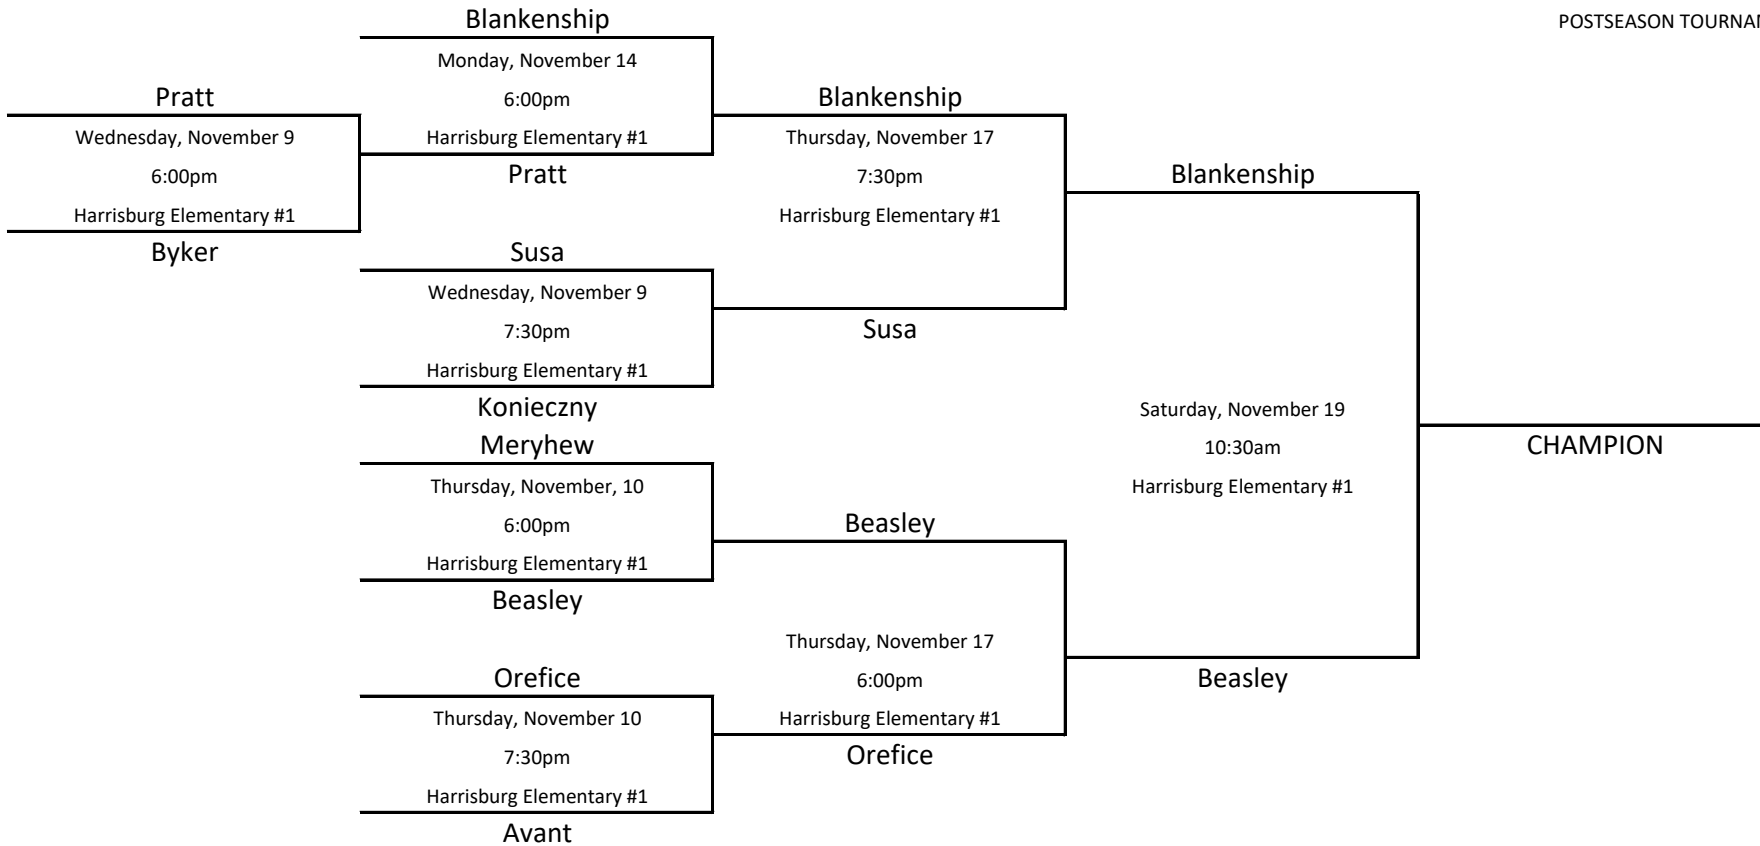 Blankenship
POSTSEASON TOURNAM
Monday, November 14
Pratt
6:00pm
Blankenship
Wednesday, November 9
Harrisburg Elementary #1
Thursday, November 17
6:00pm
Pratt
7:30pm
Blankenship
Harrisburg Elementary #1
Harrisburg Elementary #1
Byker
Susa
Wednesday, November 9
7:30pm
Susa
Harrisburg Elementary #1
Konieczny
Saturday, November 19
Meryhew
10:30am
CHAMPION
Thursday, November, 10
Harrisburg Elementary #1
6:00pm
Beasley
Harrisburg Elementary #1
Beasley
Thursday, November 17
Orefice
6:00pm
Beasley
Thursday, November 10
Harrisburg Elementary #1
7:30pm
Orefice
Harrisburg Elementary #1
Avant